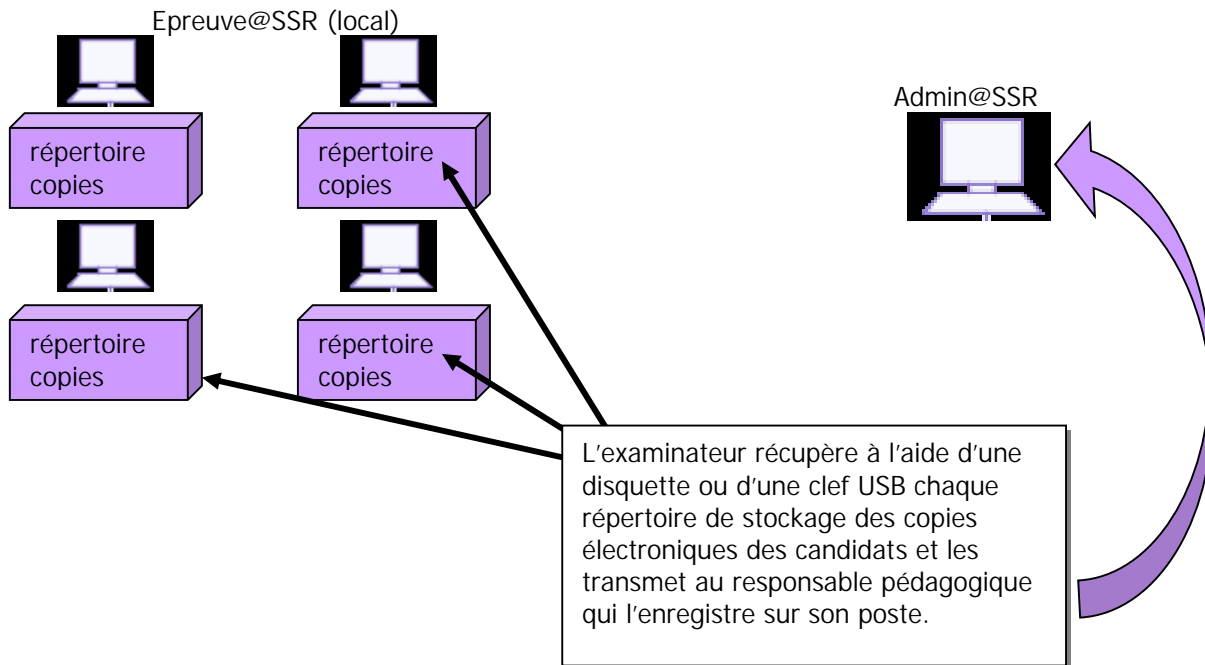 Epreuve@SSR (local)
Admin@SSR
répertoire
copies
répertoire
copies
répertoire
copies
répertoire
copies
L'examinateur récupère à l'aide d'une
disquette ou d'une clef USB chaque
répertoire de stockage des copies
électroniques des candidats et les
transmet au responsable pédagogique
qui l'enregistre sur son poste.